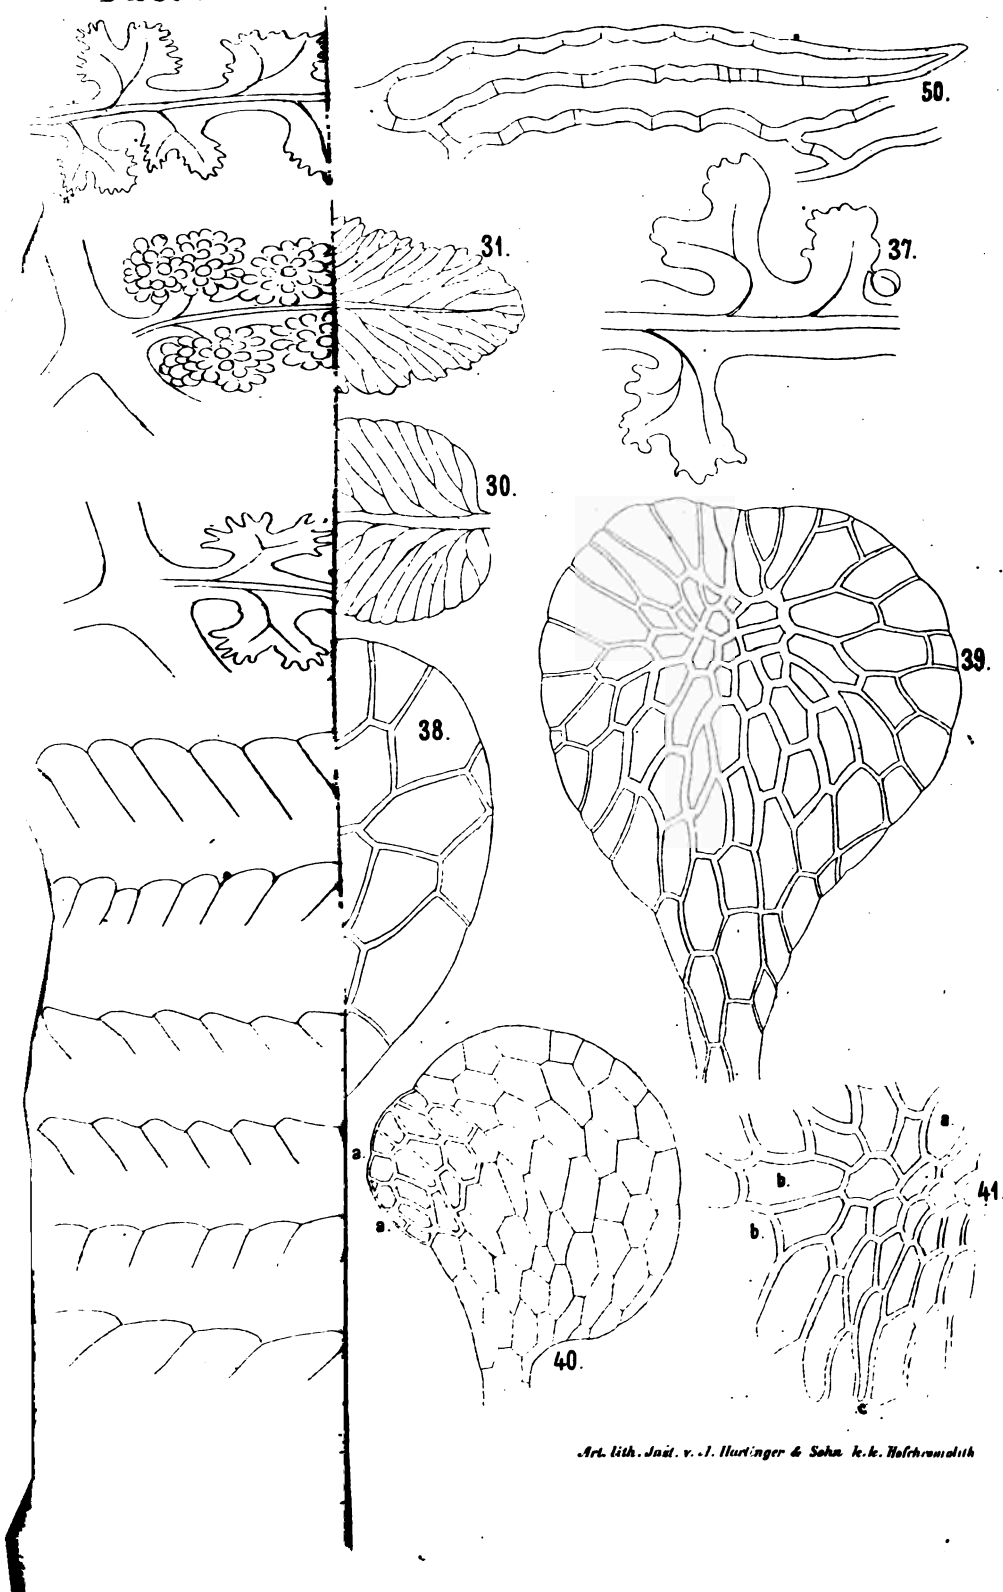 50.
31.
37.
30.
39.
38.
a.
a.
b.
41.
a.
b.
40.
c
Art. lith. Inst. v. J. Hartinger & Sohn k.k. Hofchromolith